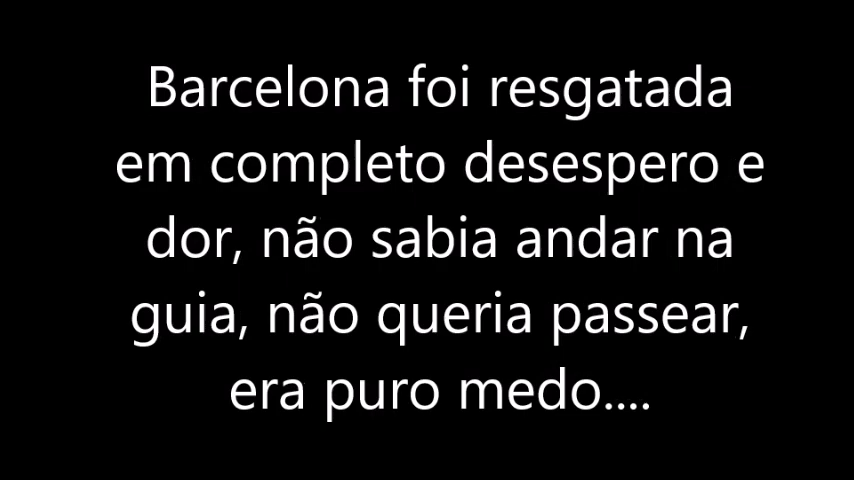 Barcelona foi resgatada
em completo desespero e
dor, não sabia andar na
guia, não queria passear,
era puro medo....